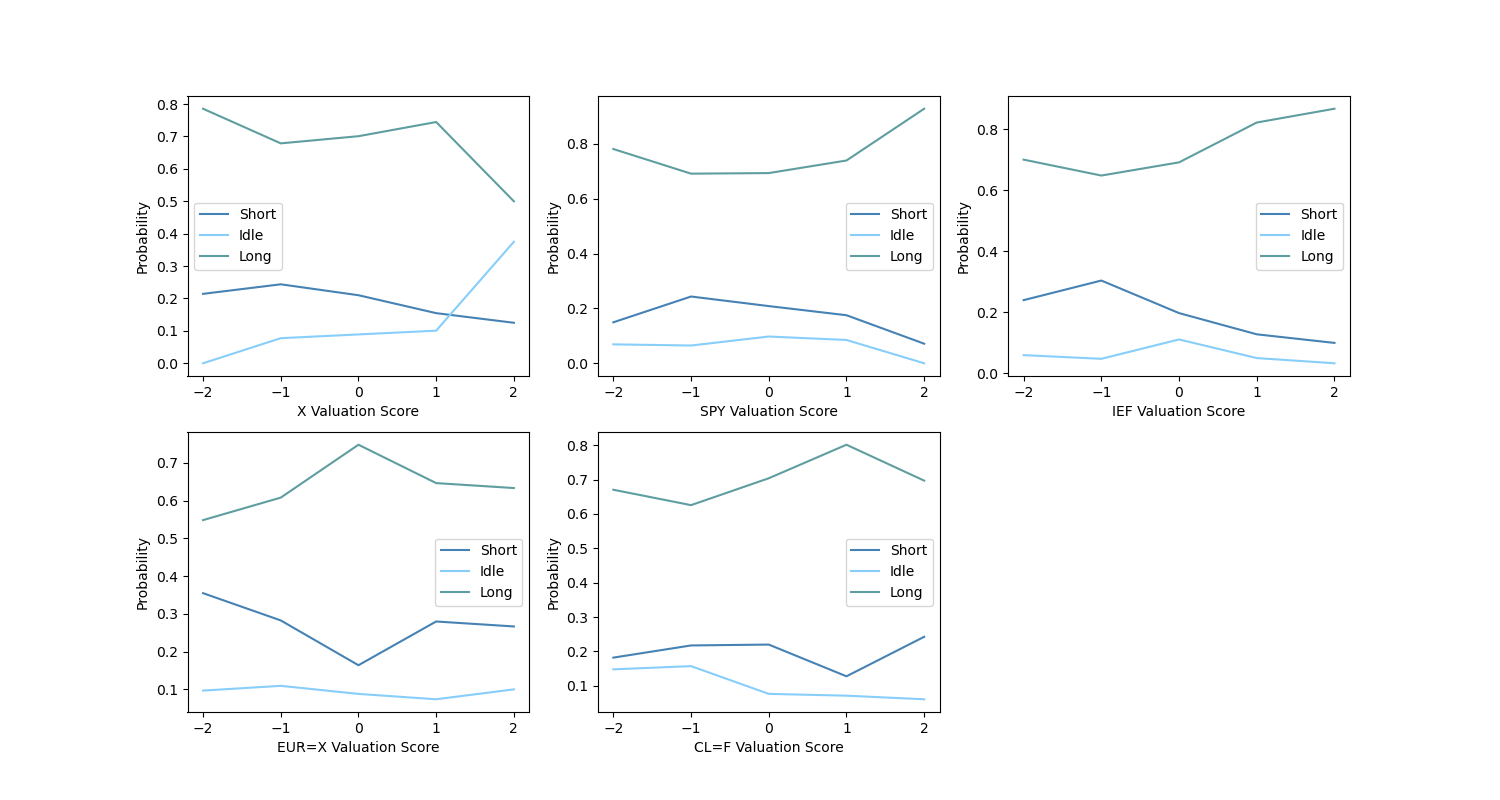 0.8
0.7
0.6
0.5
0.4
0.3
0.2
0.1
0.0
Probability
Short
Idle
Long
−2 −1 0 1 2
X Valuation Score
0.8
0.6
0.4
0.2
0.0
Probability
Short
Idle
Long
−2 −1 0 1 2
SPY Valuation Score
0.8
0.6
0.4
0.2
0.0
Probability
Short
Idle
Long
−2 −1 0 1 2
IEF Valuation Score
0.7
0.6
0.5
0.4
0.3
0.2
0.1
Probability
Short
Idle
Long
−2 −1 0 1 2
EUR=X Valuation Score
0.8
0.7
0.6
0.5
0.4
0.3
0.2
0.1
Probability
Short
Idle
Long
−2 −1 0 1 2
CL=F Valuation Score